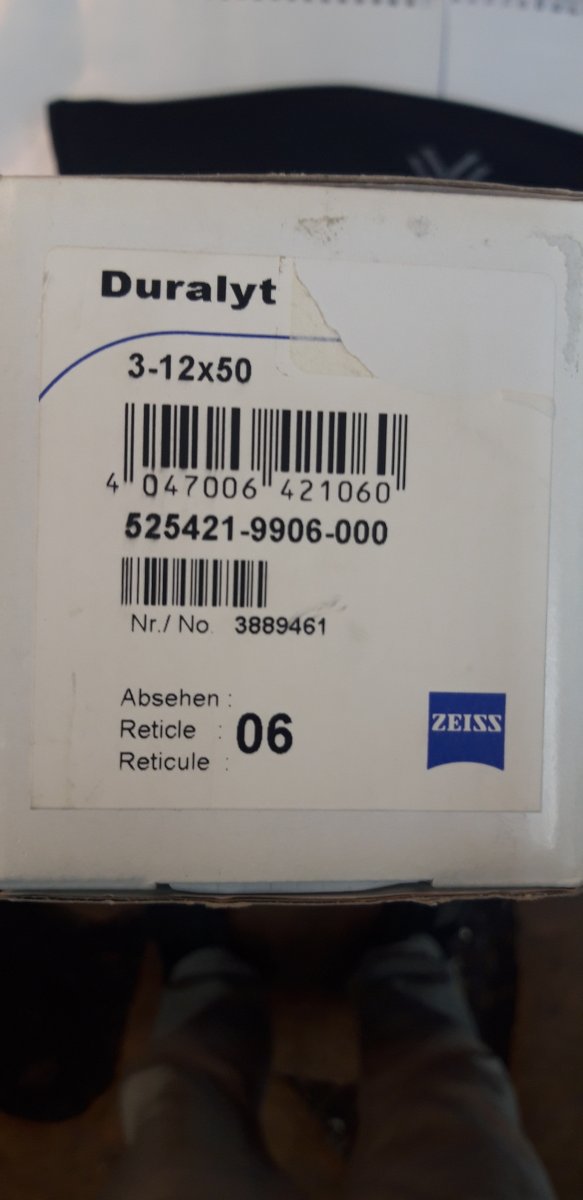 Duralyt
3-12x50
4 047006 421060
525421-9906-000
Nr./ No. 3889461
Absehen :
Reticle : 06
Reticule :
ZEISS